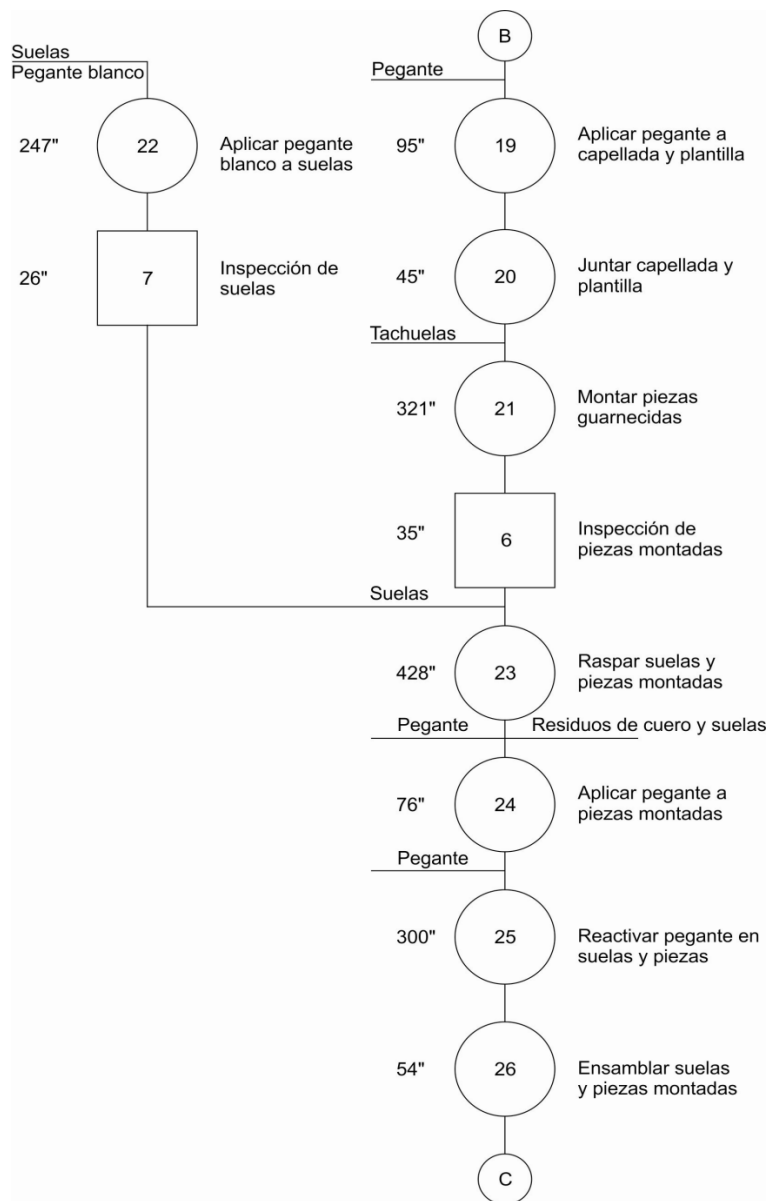 Suelas
Pegante blanco
247"
22
Aplicar pegante
blanco a suelas
26"
7
Inspección de
suelas
B
Pegante
95"
19
Aplicar pegante a
capellada y plantilla
45"
20
Juntar capellada y
plantilla
Tachuelas
321"
21
Montar piezas
guarnecidas
35"
6
Inspección de
piezas montadas
Suelas
428"
23
Raspar suelas y
piezas montadas
Pegante
Residuos de cuero y suelas
76"
24
Aplicar pegante a
piezas montadas
Pegante
300"
25
Reactivar pegante en
suelas y piezas
54"
26
Ensamblar suelas
y piezas montadas
C